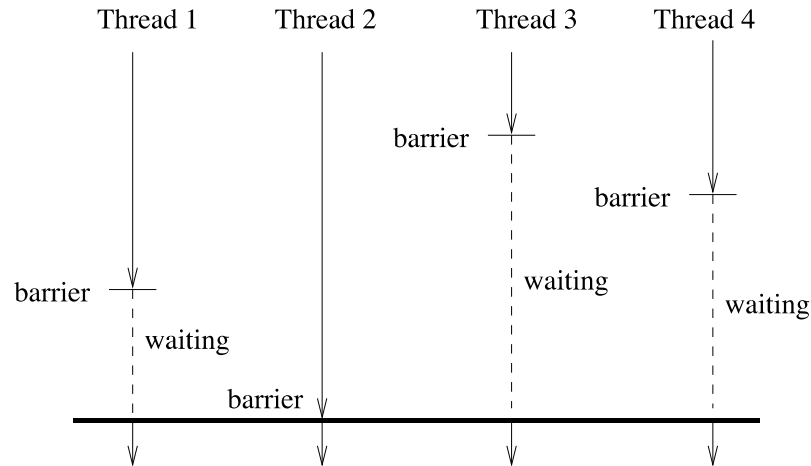 Thread 1
Thread 2
Thread 3
Thread 4
barrier
barrier
waiting
barrier
waiting
waiting
barrier